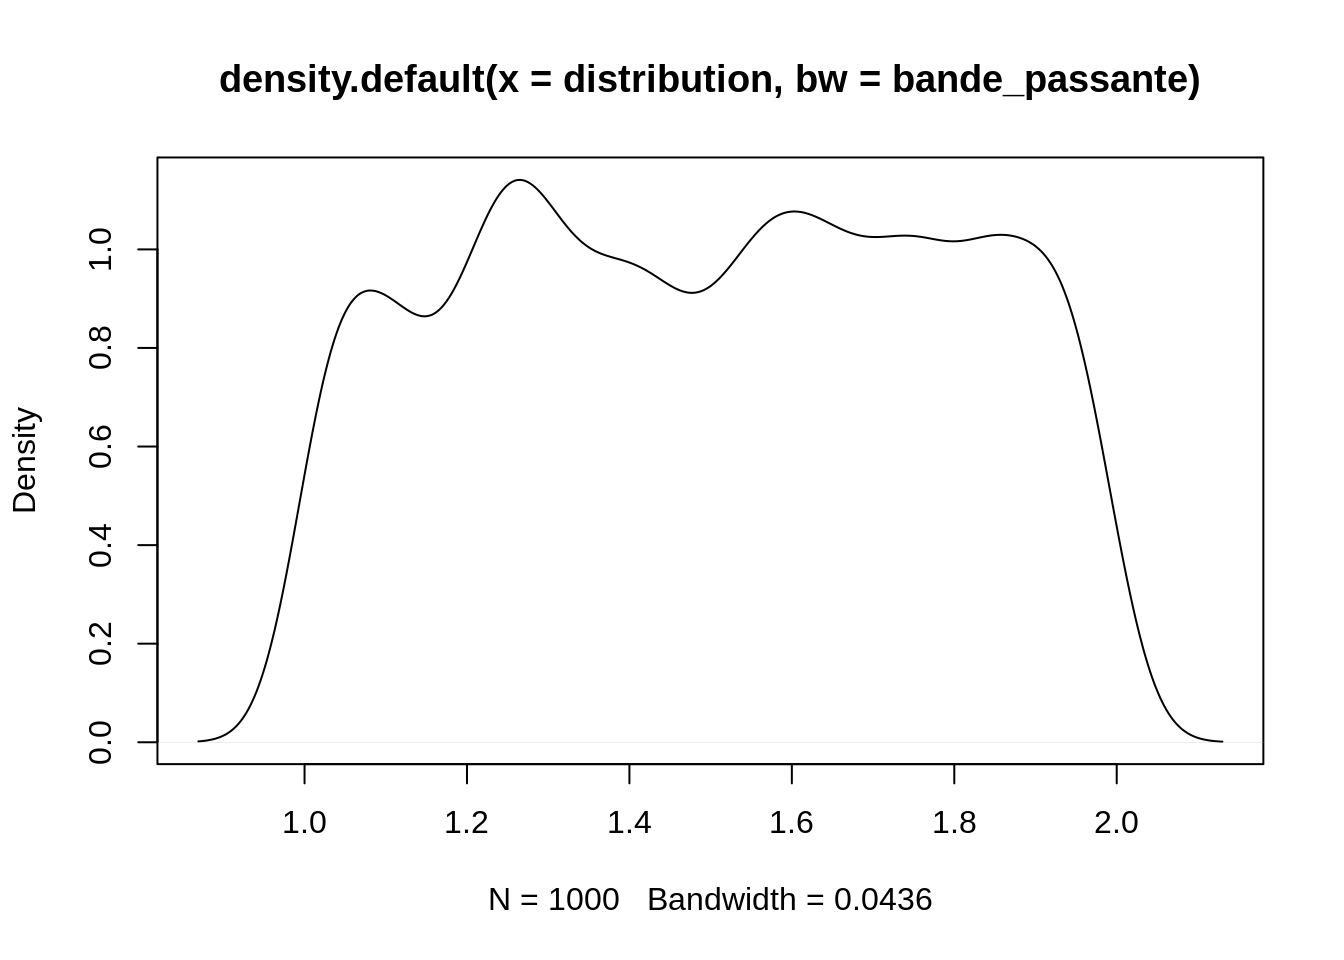 density.default(x = distribution, bw = bande_passante)
Density
1.0
0.8
0.6
0.4
0.2
0.0
1.0 1.2 1.4 1.6 1.8 2.0
N = 1000 Bandwidth = 0.0436